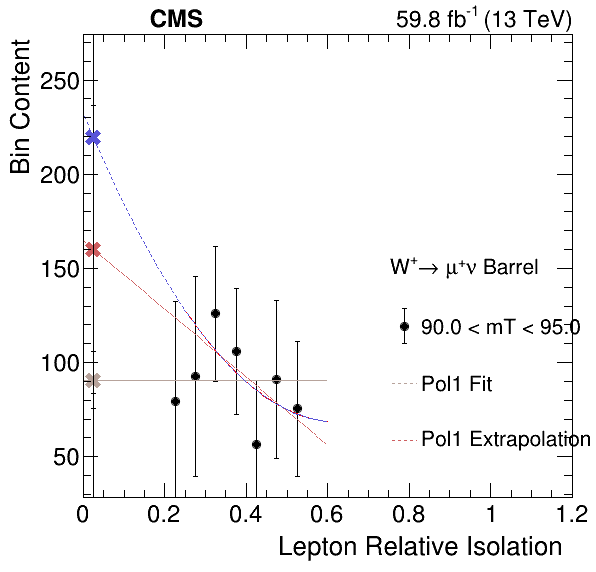 CMS 59.8 fb⁻¹ (13 TeV)
Bin Content
250
200
150
100
50
W⁺→ μ⁺ν Barrel
90.0 < mT < 95.0
Pol1 Fit
Pol1 Extrapolation
0 0.2 0.4 0.6 0.8 1 1.2
Lepton Relative Isolation